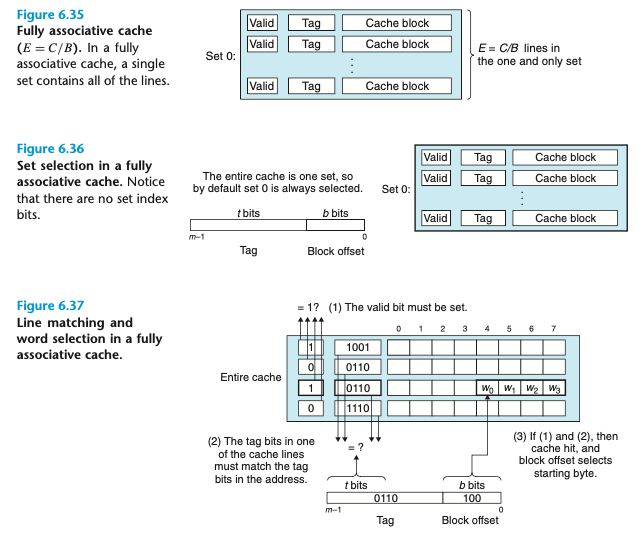 Figure 6.35
Fully associative cache
(E = C/B). In a fully
associative cache, a single
set contains all of the lines.
Set 0:
Valid Tag Cache block
Valid Tag Cache block
Valid Tag Cache block
E = C/B lines in
the one and only set
Figure 6.36
Set selection in a fully
associative cache. Notice
that there are no set index
bits.
The entire cache is one set, so
by default set 0 is always selected.
t bits b bits
m–1 0
Tag Block offset
Set 0:
Valid Tag Cache block
Valid Tag Cache block
Valid Tag Cache block
Figure 6.37
Line matching and
word selection in a fully
associative cache.
= 1? (1) The valid bit must be set.
0 1 2 3 4 5 6 7
Entire cache
1 1001
0 0110
1 0110 w0 w1 w2 w3
0 1110
(2) The tag bits in one
of the cache lines
must match the tag
bits in the address.
= ?
(3) If (1) and (2), then
cache hit, and
block offset selects
starting byte.
t bits b bits
0110 100
m–1 0
Tag Block offset